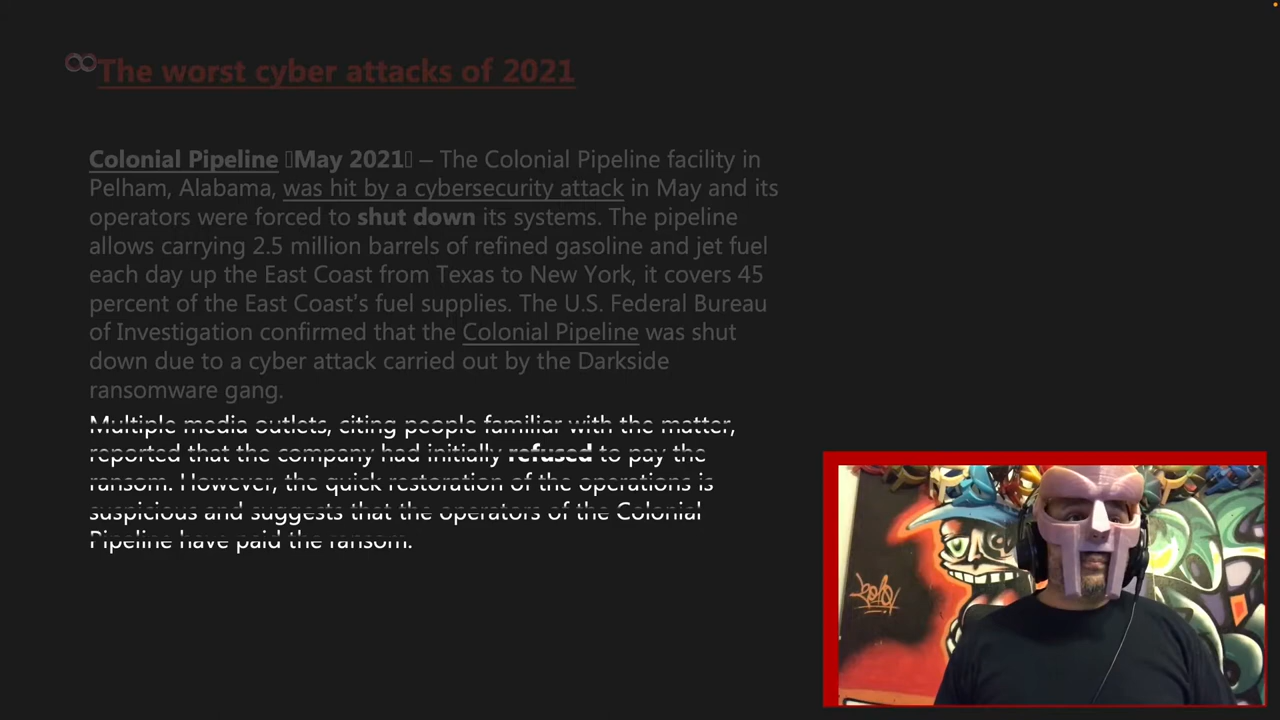 The worst cyber attacks of 2021
Colonial Pipeline ▯May 2021▯ – The Colonial Pipeline facility in
Pelham, Alabama, was hit by a cybersecurity attack in May and its
operators were forced to shut down its systems. The pipeline
allows carrying 2.5 million barrels of refined gasoline and jet fuel
each day up the East Coast from Texas to New York, it covers 45
percent of the East Coast's fuel supplies. The U.S. Federal Bureau
of Investigation confirmed that the Colonial Pipeline was shut
down due to a cyber attack carried out by the Darkside
ransomware gang.
Multiple media outlets, citing people familiar with the matter,
reported that the company had initially refused to pay the
ransom. However, the quick restoration of the operations is
suspicious and suggests that the operators of the Colonial
Pipeline have paid the ransom.